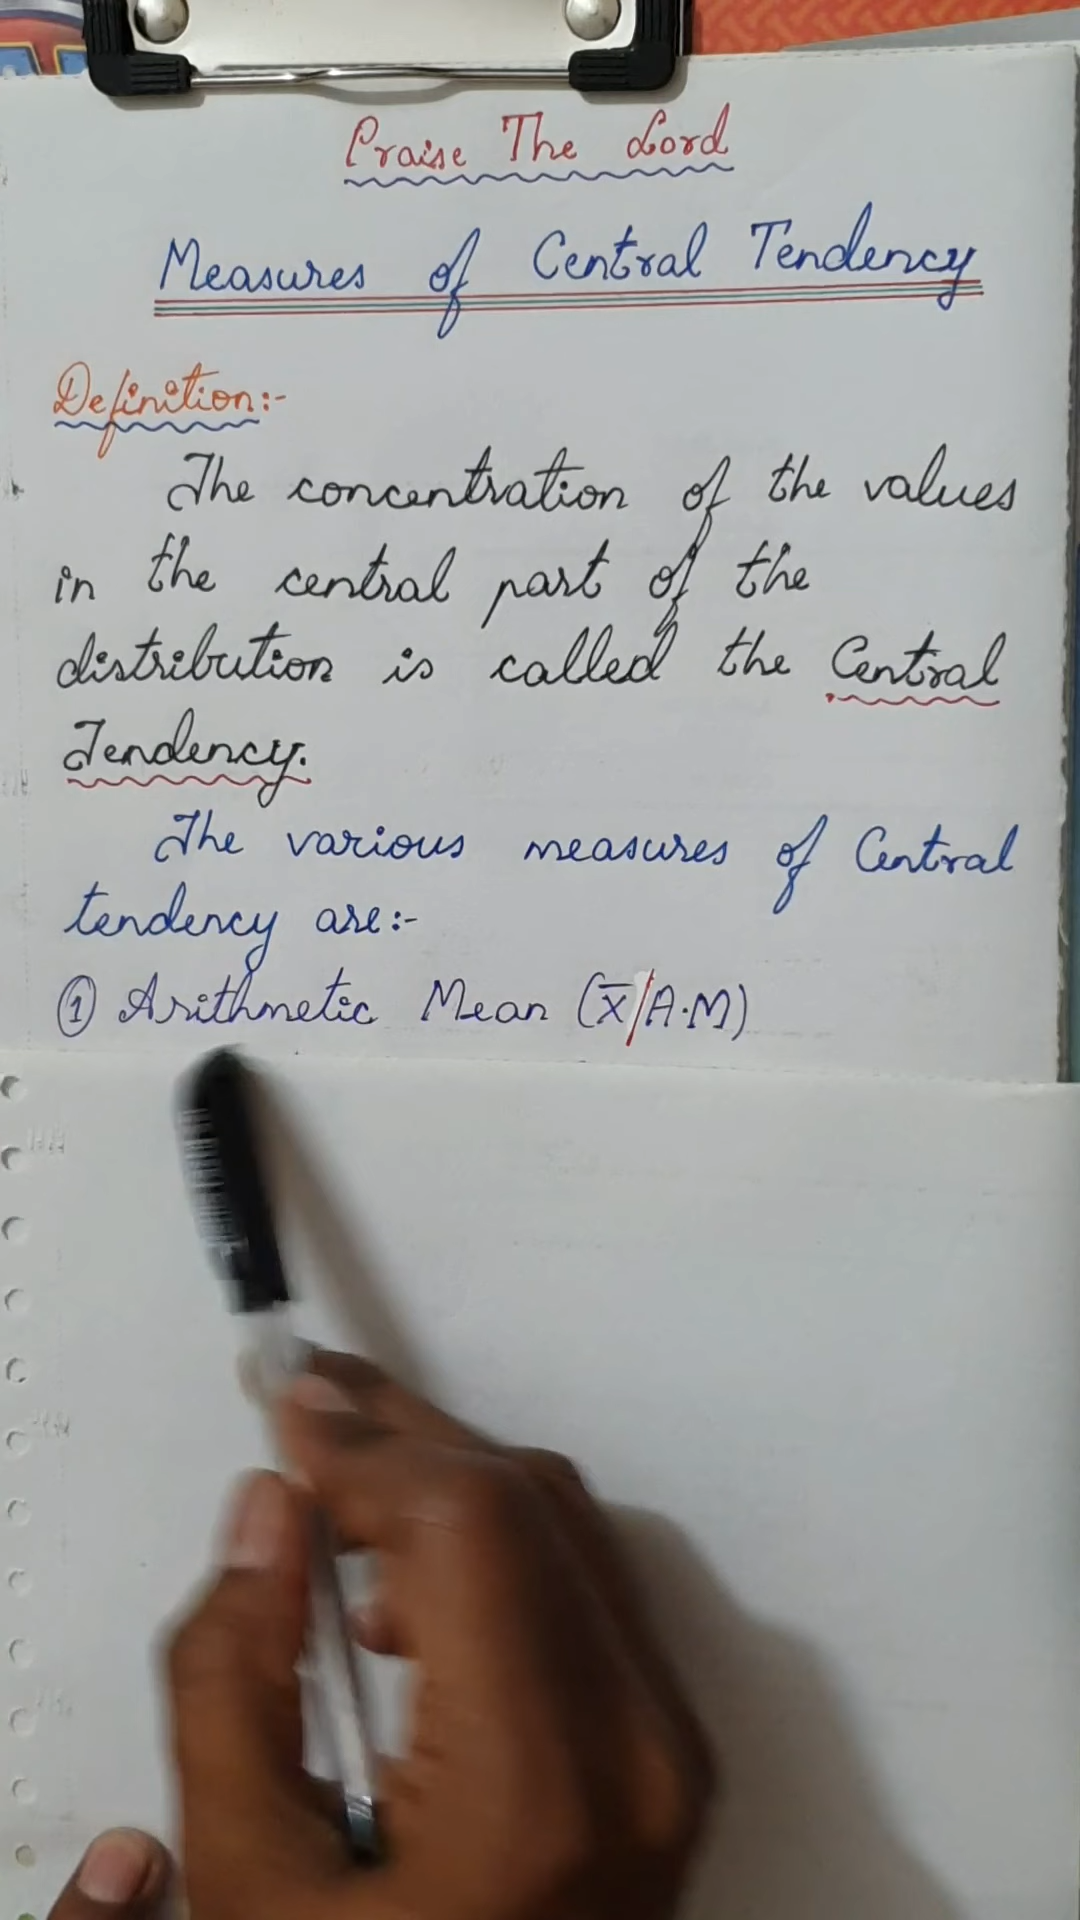 Praise The Lord
Measures of Central Tendency
Definition:-
The concentration of the values
in the central part of the
distribution is called the Central
Tendency.
The various measures of Central
tendency are:-
① Arithmetic Mean (x̅/A.M)